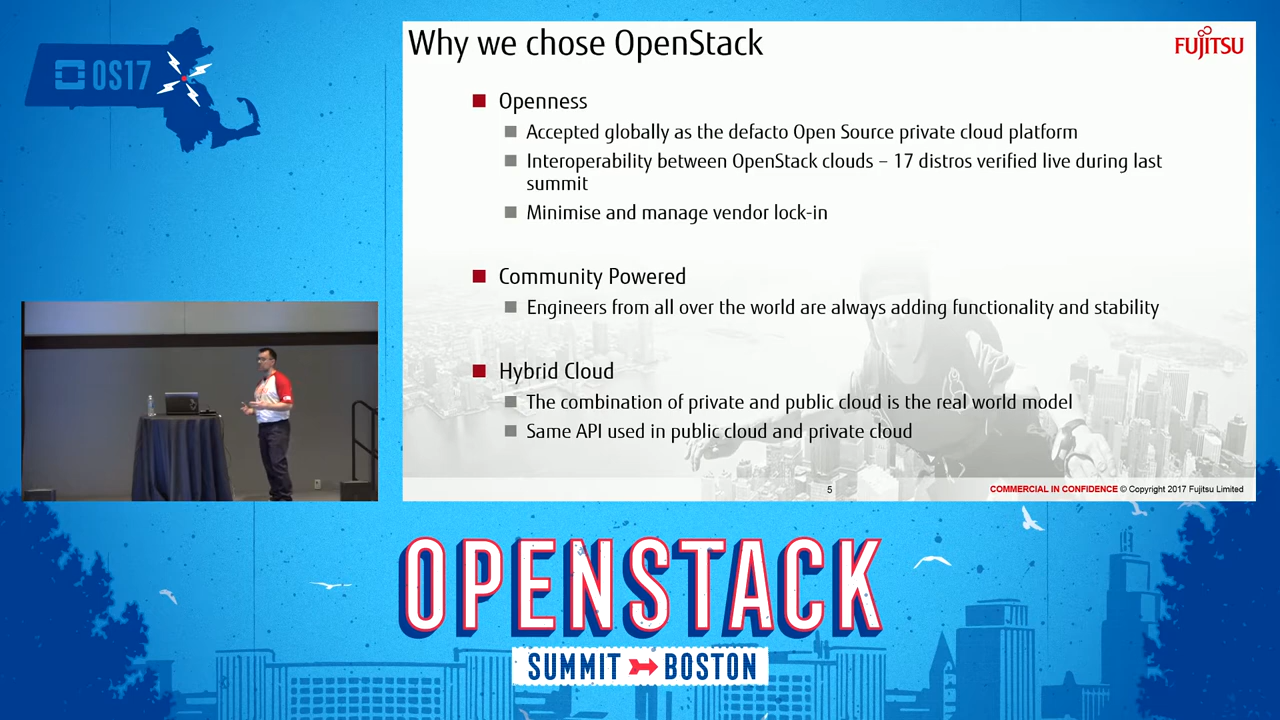 OS17
Why we chose OpenStack
FUJITSU
Openness
Accepted globally as the defacto Open Source private cloud platform
Interoperability between OpenStack clouds – 17 distros verified live during last
summit
Minimise and manage vendor lock-in
Community Powered
Engineers from all over the world are always adding functionality and stability
Hybrid Cloud
The combination of private and public cloud is the real world model
Same API used in public cloud and private cloud
5
COMMERCIAL IN CONFIDENCE © Copyright 2017 Fujitsu Limited
OPENSTACK
SUMMIT BOSTON